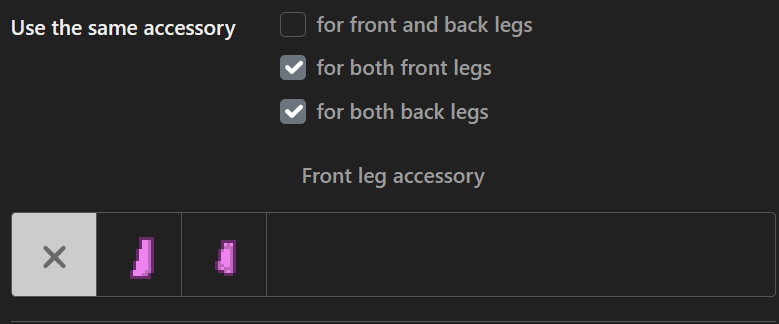 Use the same accessory
for front and back legs
for both front legs
for both back legs
Front leg accessory